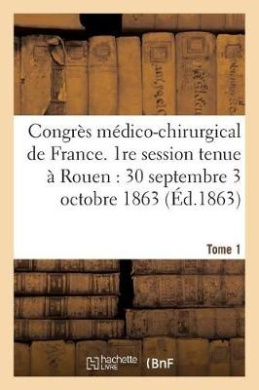 Congrès médico-chirurgical de France. 1re session tenue à Rouen : 30 septembre 3 octobre 1863 (Éd.1863)
Tome 1
hachette LIVRE
{BnF